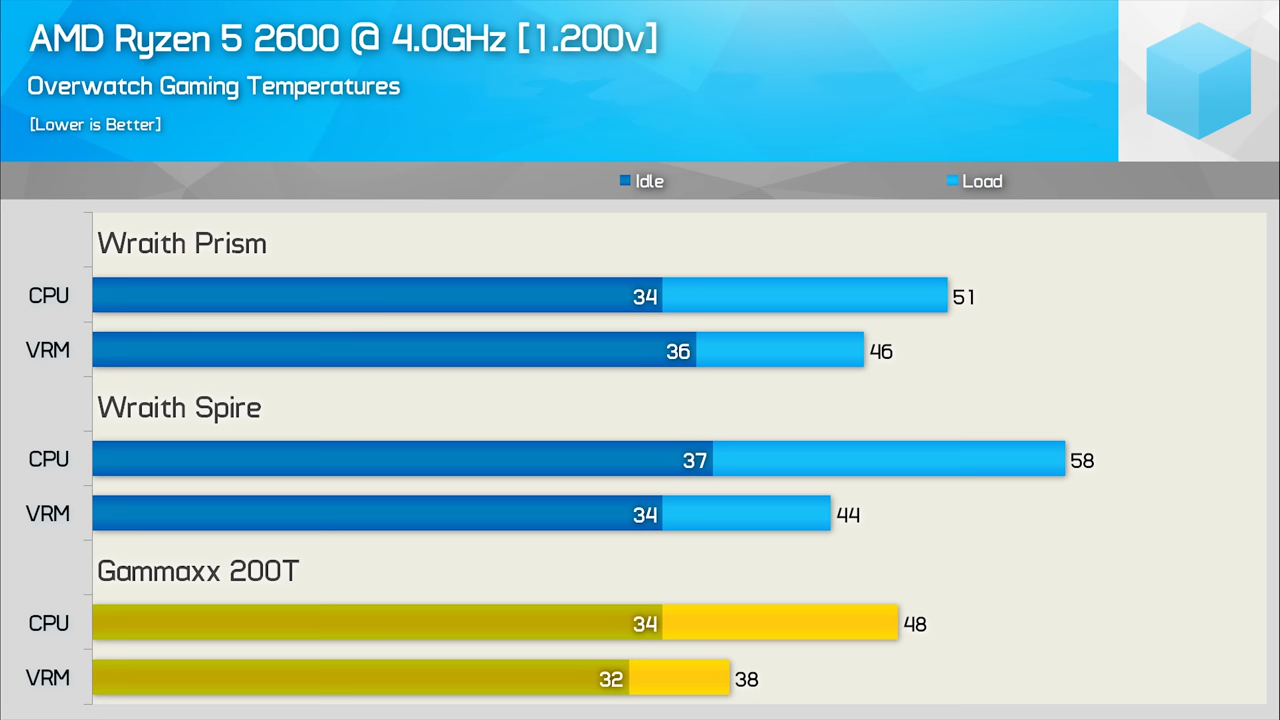 AMD Ryzen 5 2600 @ 4.0GHz [1.200v]
Overwatch Gaming Temperatures
[Lower is Better]
Idle Load
Wraith Prism
CPU 34 51
VRM 36 46
Wraith Spire
CPU 37 58
VRM 34 44
Gammaxx 200T
CPU 34 48
VRM 32 38